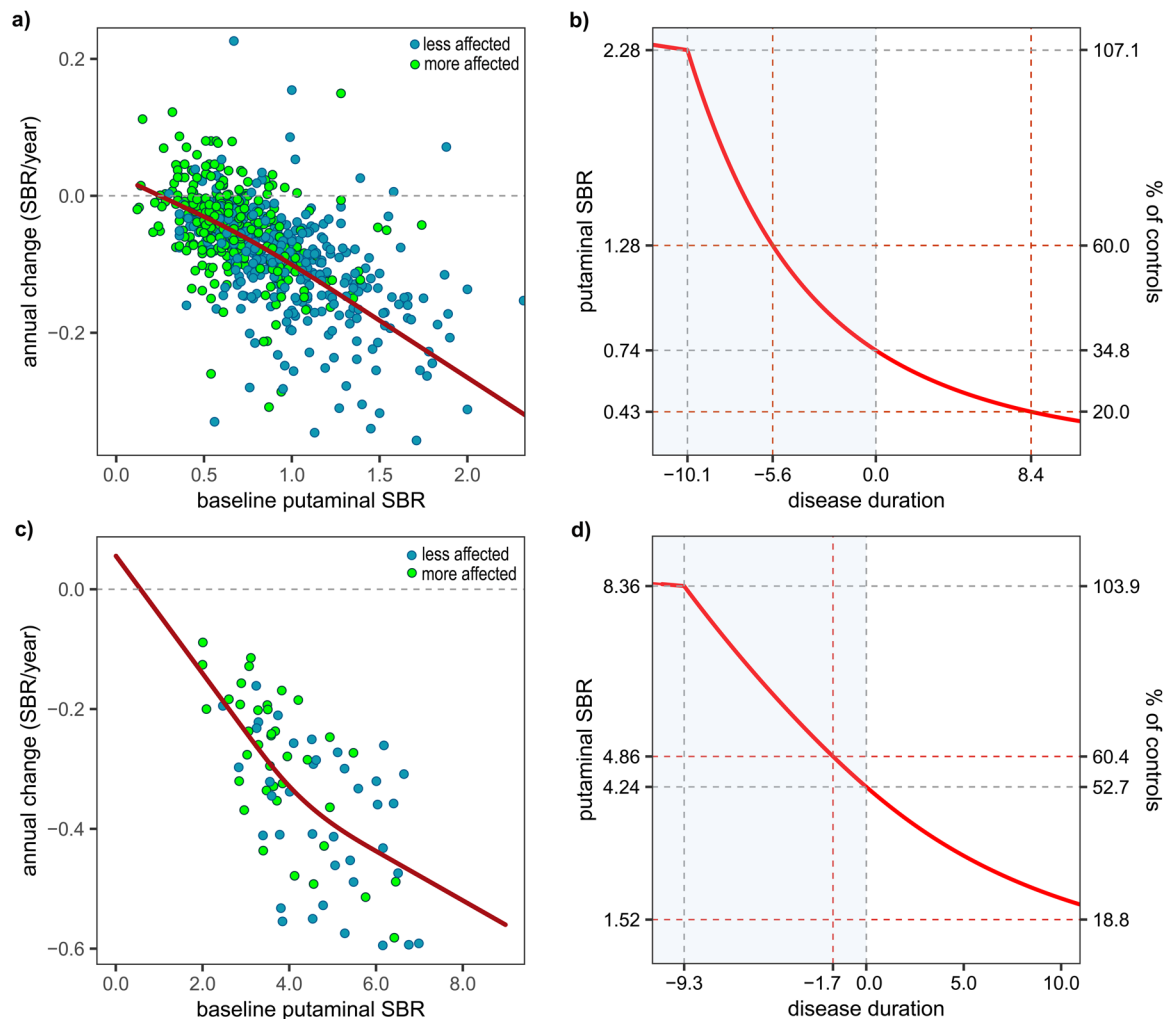 a)
less affected
more affected
annual change (SBR/year)
0.2
0.0
−0.2
0.0 0.5 1.0 1.5 2.0
baseline putaminal SBR
b)
putaminal SBR
2.28
1.28
0.74
0.43
107.1
60.0
34.8
20.0
% of controls
−10.1 −5.6 0.0 8.4
disease duration
c)
less affected
more affected
annual change (SBR/year)
0.0
−0.2
−0.4
−0.6
0.0 2.0 4.0 6.0 8.0
baseline putaminal SBR
d)
putaminal SBR
8.36
4.86
4.24
1.52
103.9
60.4
52.7
18.8
% of controls
−9.3 −1.7 0.0 5.0 10.0
disease duration